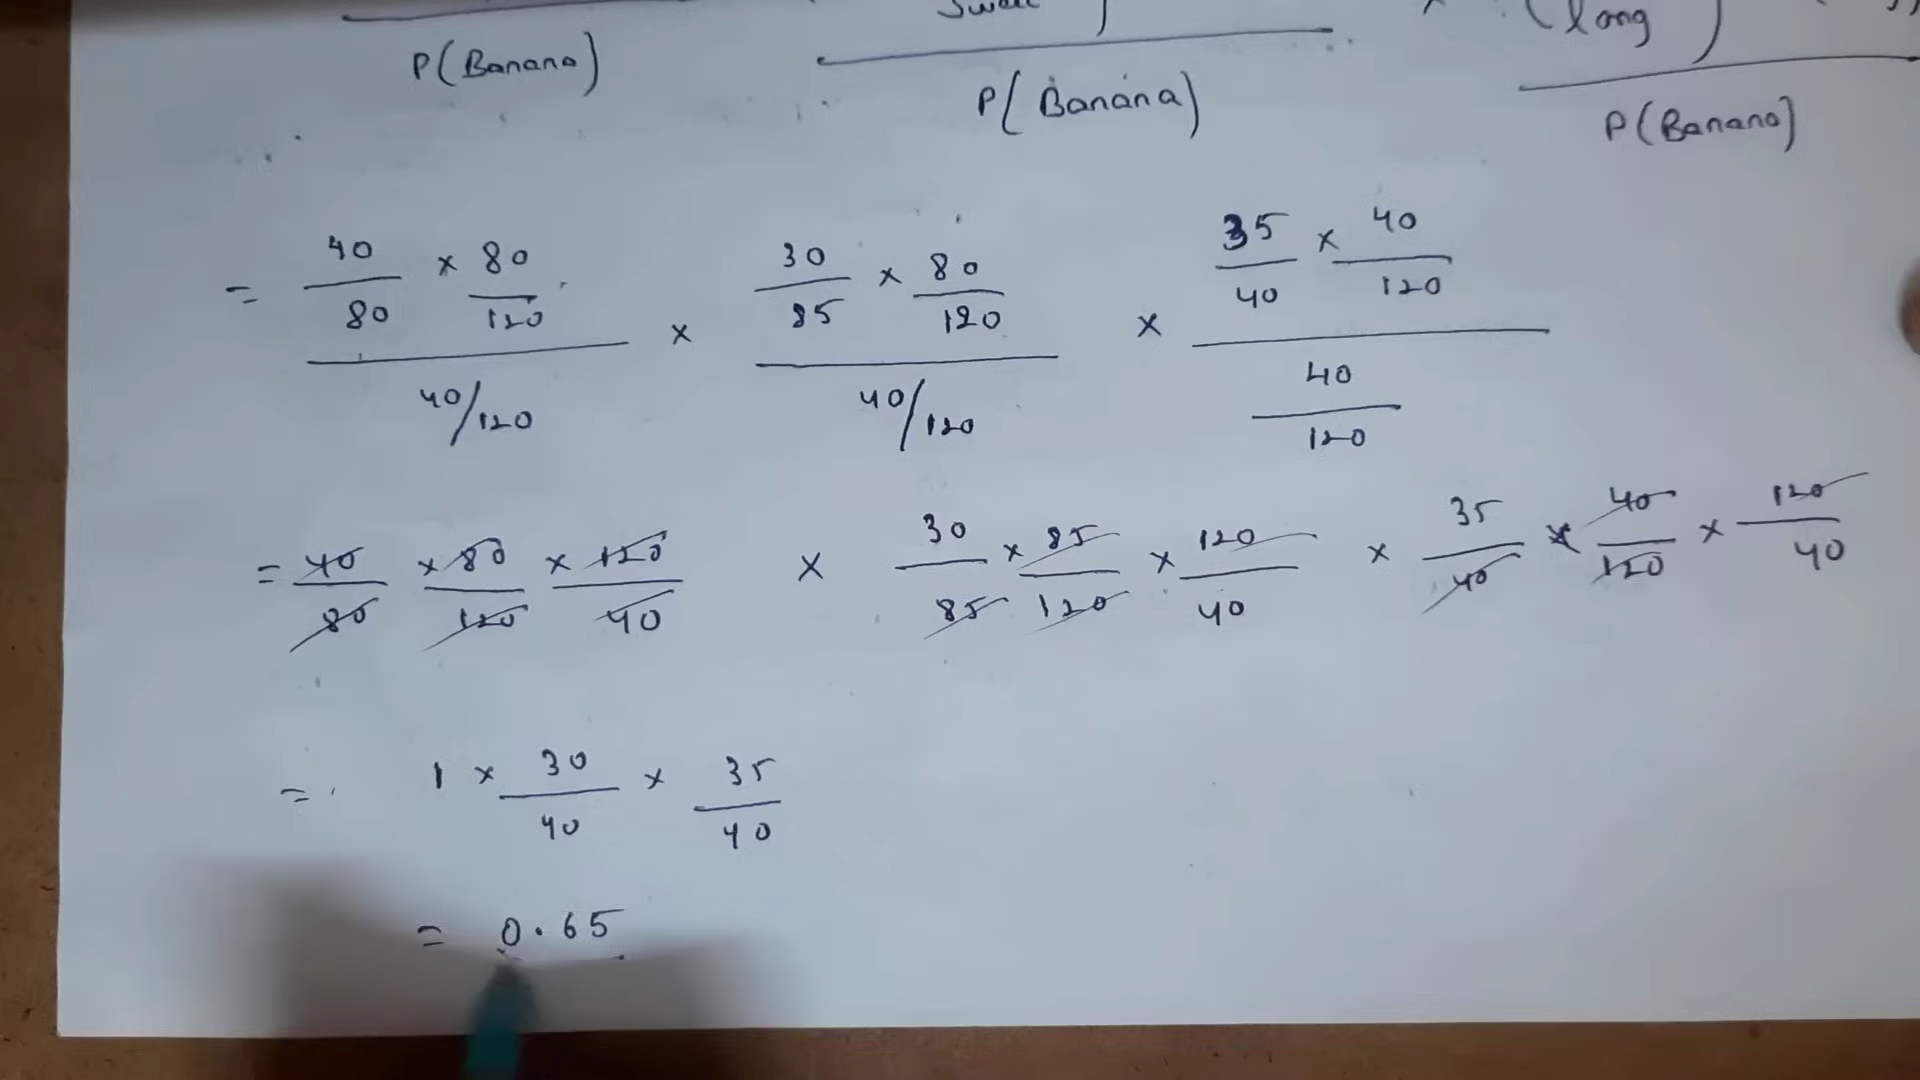 P(Banana) P(Banana) (long)
P(Banana)
= 40/80 × 80/120 / 40/120 × 30/85 × 80/120 / 40/120 × 35/40 × 40/120 / 40/120
= 40/80 × 80/120 × 120/40 × 30/85 × 85/120 × 120/40 × 35/40 × 40/120 × 120/40
= 1 × 30/40 × 35/40
= 0.65